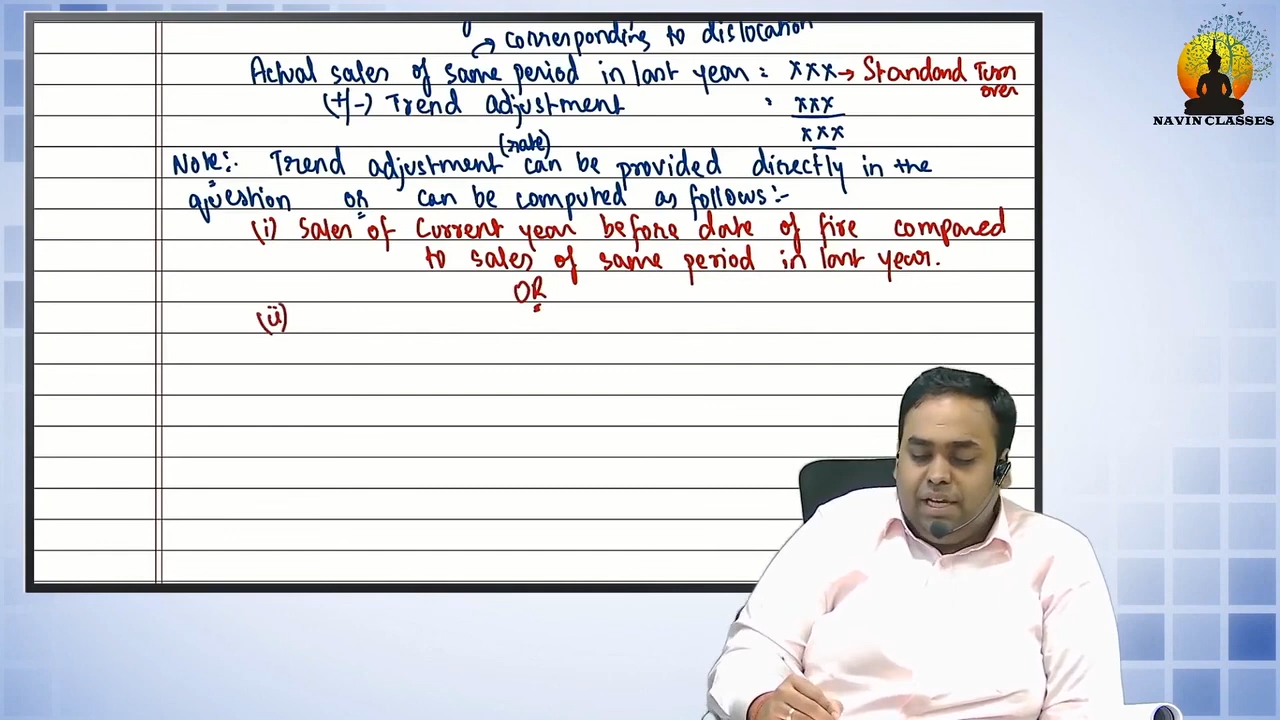 corresponding to dislocation
Actual sales of same period in last year = xxx → Standard Turn over
(+/-) Trend adjustment : xxx
xxx
Note:- Trend adjustment (rate) can be provided directly in the
question OR can be computed as follows:-
(i) Sales of Current year before date of fire compared
to sales of same period in last year.
OR
(ii)
NAVIN CLASSES